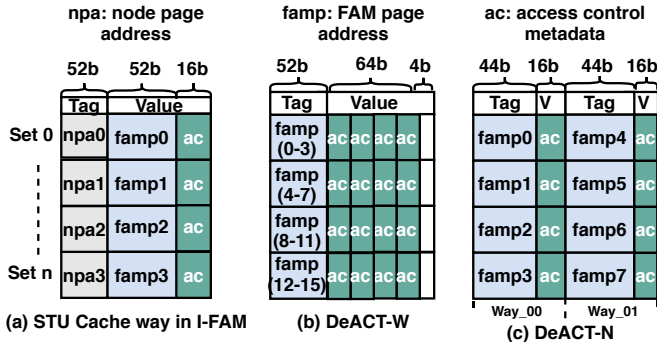 npa: node page
address
famp: FAM page
address
ac: access control
metadata
52b 52b 16b
Tag Value
Set 0 npa0 famp0 ac
npa1 famp1 ac
npa2 famp2 ac
Set n npa3 famp3 ac
(a) STU Cache way in I-FAM
52b 64b 4b
Tag Value
famp
(0-3) ac ac ac ac
famp
(4-7) ac ac ac ac
famp
(8-11) ac ac ac ac
famp
(12-15) ac ac ac ac
(b) DeACT-W
44b 16b 44b 16b
Tag V Tag V
famp0 ac famp4 ac
famp1 ac famp5 ac
famp2 ac famp6 ac
famp3 ac famp7 ac
Way_00 Way_01
(c) DeACT-N